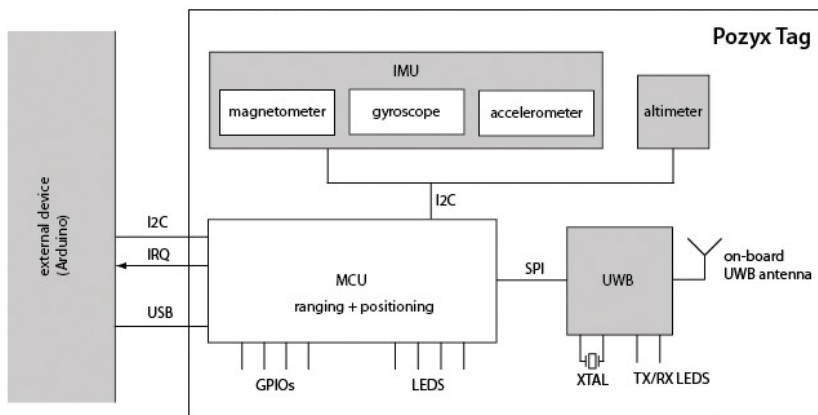 Pozyx Tag
IMU
magnetometer
gyroscope
accelerometer
altimeter
external device
(Arduino)
I2C
I2C
IRQ
USB
MCU
ranging + positioning
SPI
UWB
on-board
UWB antenna
GPIOs
LEDS
XTAL
TX/RX LEDS